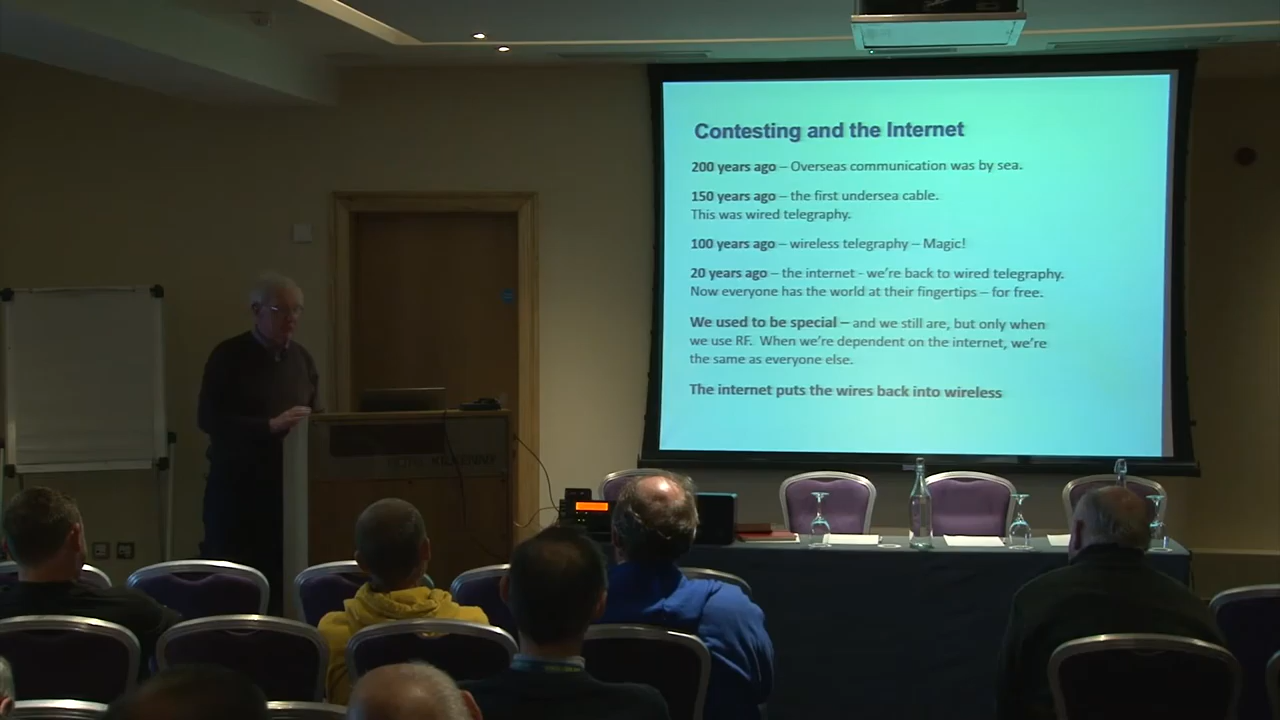 Contesting and the Internet
200 years ago – Overseas communication was by sea.
150 years ago – the first undersea cable.
This was wired telegraphy.
100 years ago – wireless telegraphy – Magic!
20 years ago – the internet - we're back to wired telegraphy.
Now everyone has the world at their fingertips – for free.
We used to be special – and we still are, but only when
we use RF. When we're dependent on the internet, we're
the same as everyone else.
The internet puts the wires back into wireless